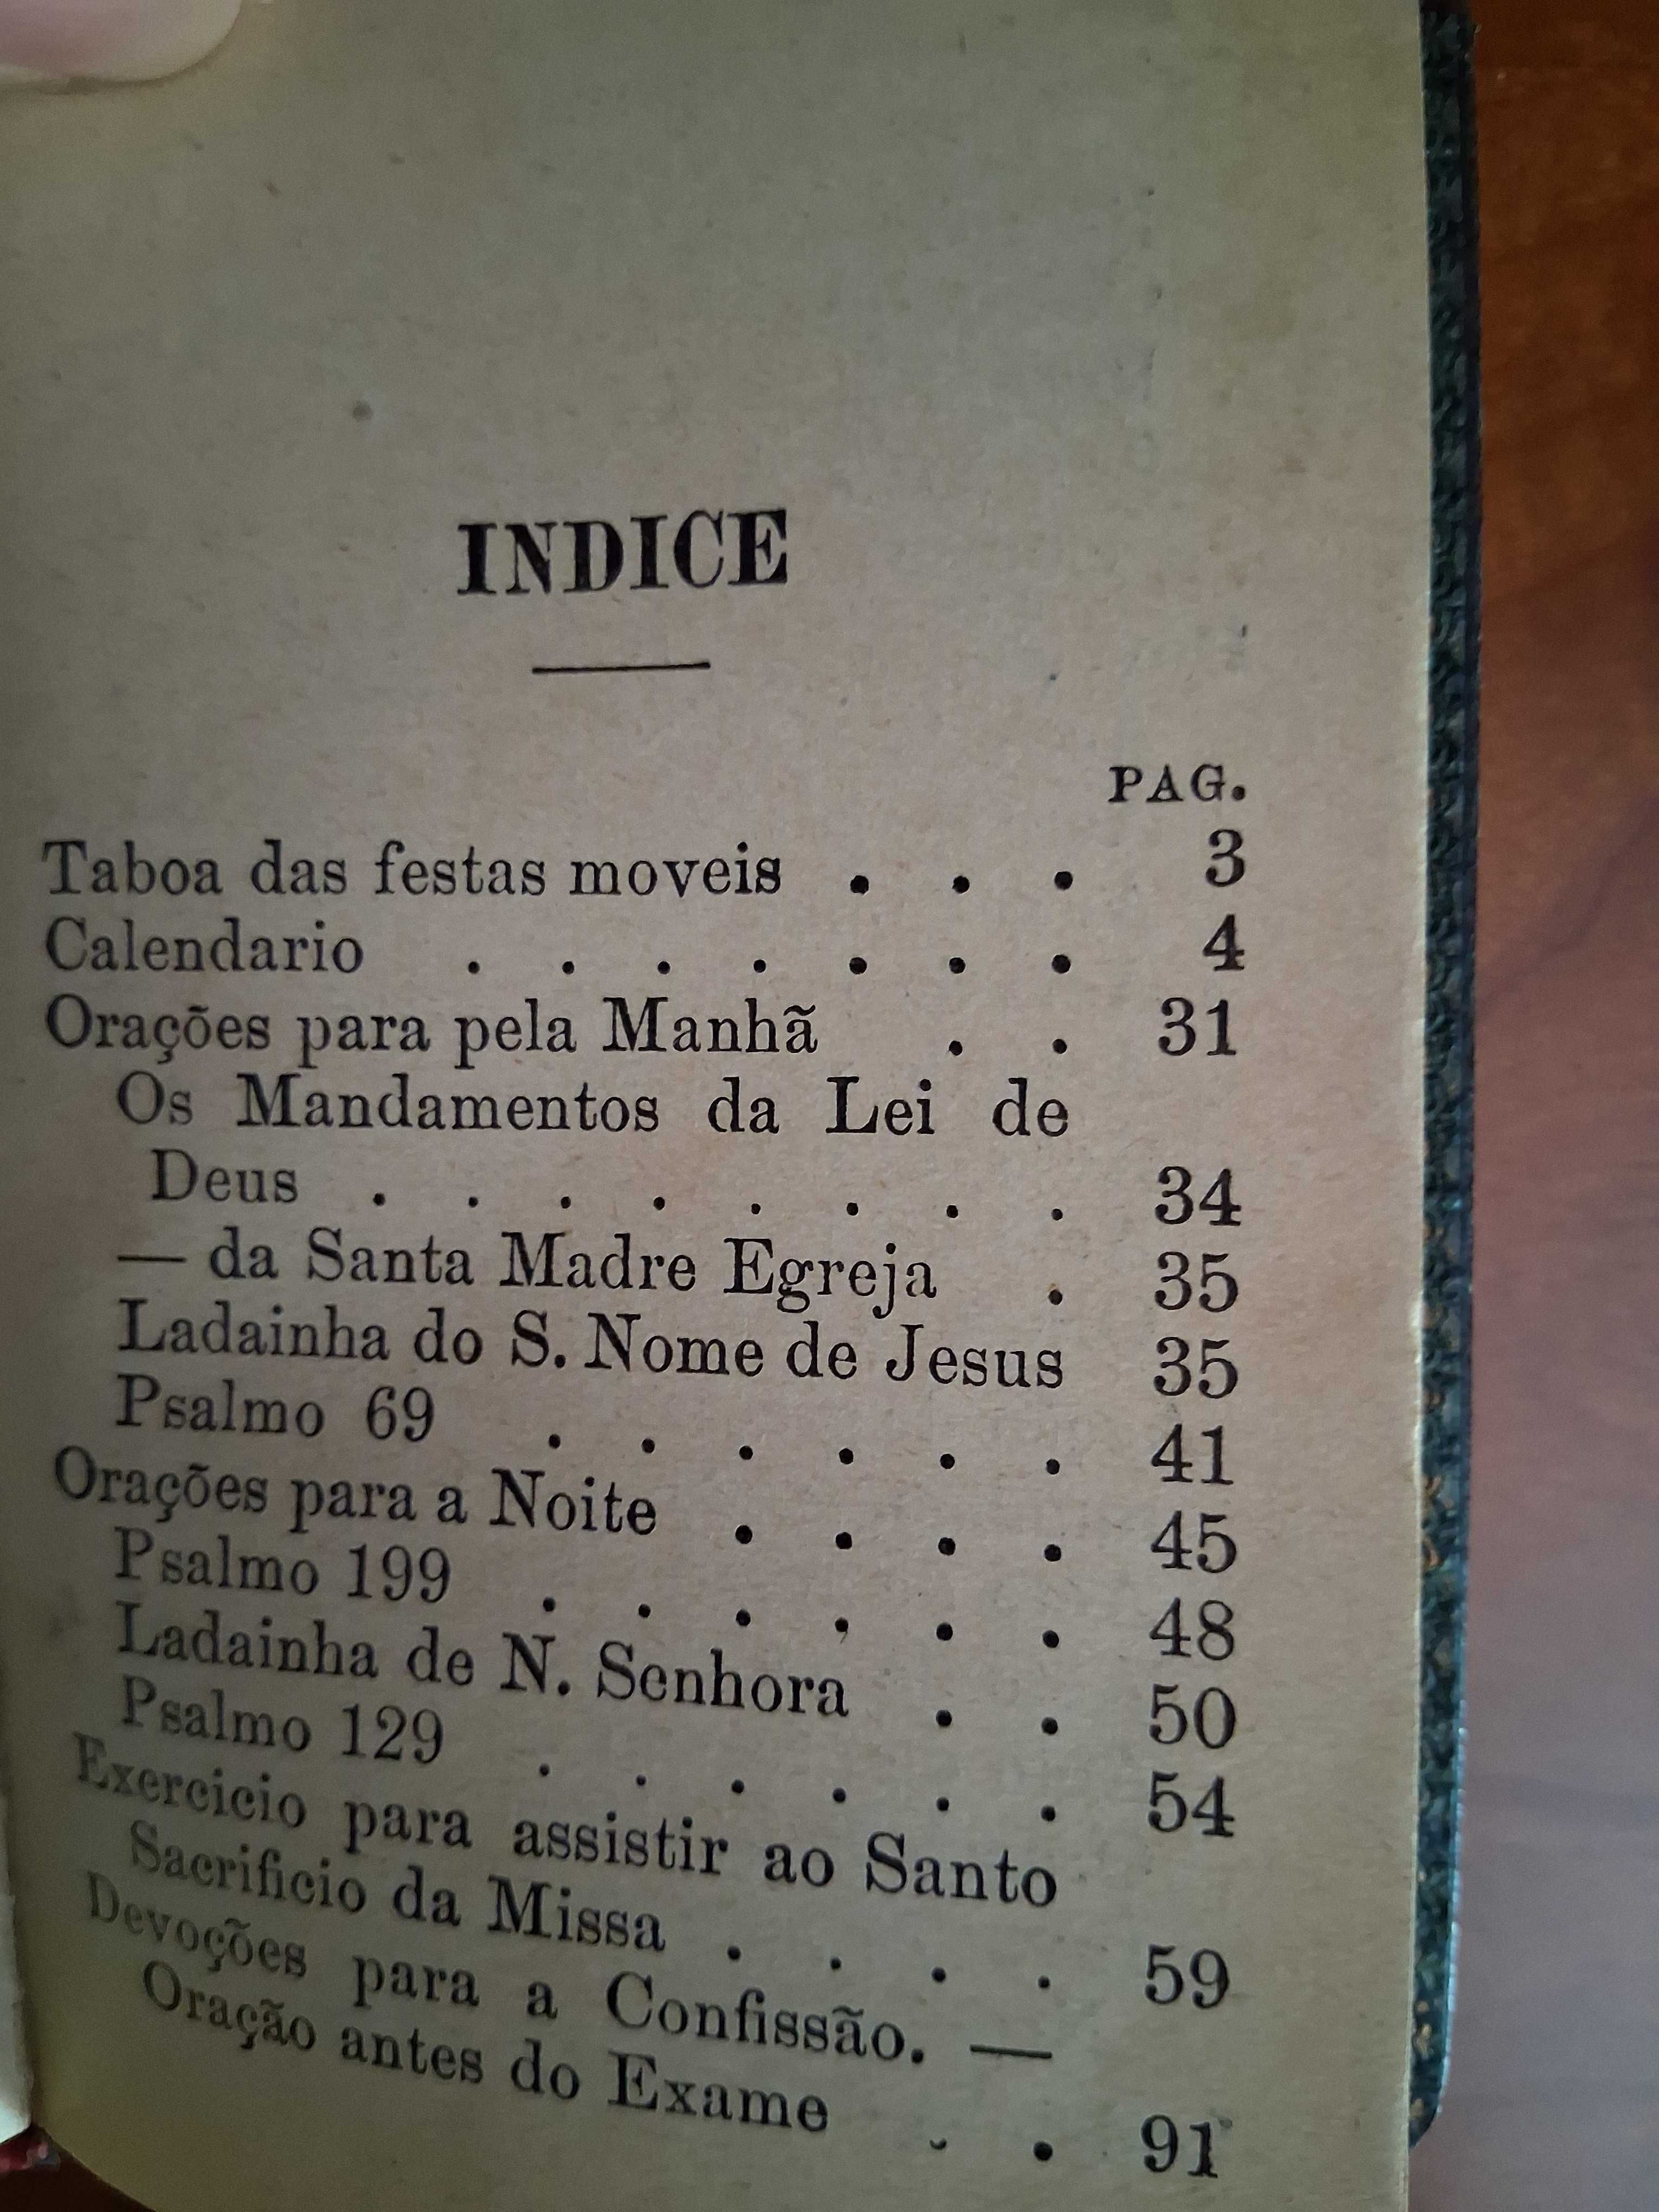 INDICE
PAG.
Taboa das festas moveis . . . 3
Calendario . . . . . . . 4
Orações para pela Manhã . . 31
Os Mandamentos da Lei de
Deus . . . . . . . . 34
— da Santa Madre Egreja . 35
Ladainha do S. Nome de Jesus 35
Psalmo 69 . . . . . . 41
Orações para a Noite . . . . 45
Psalmo 199 . . . . . . 48
Ladainha de N. Senhora . . 50
Psalmo 129 . . . . . . 54
Exercicio para assistir ao Santo
Sacrificio da Missa . . . . 59
Devoções para a Confissão. —
Oração antes do Exame . . 91